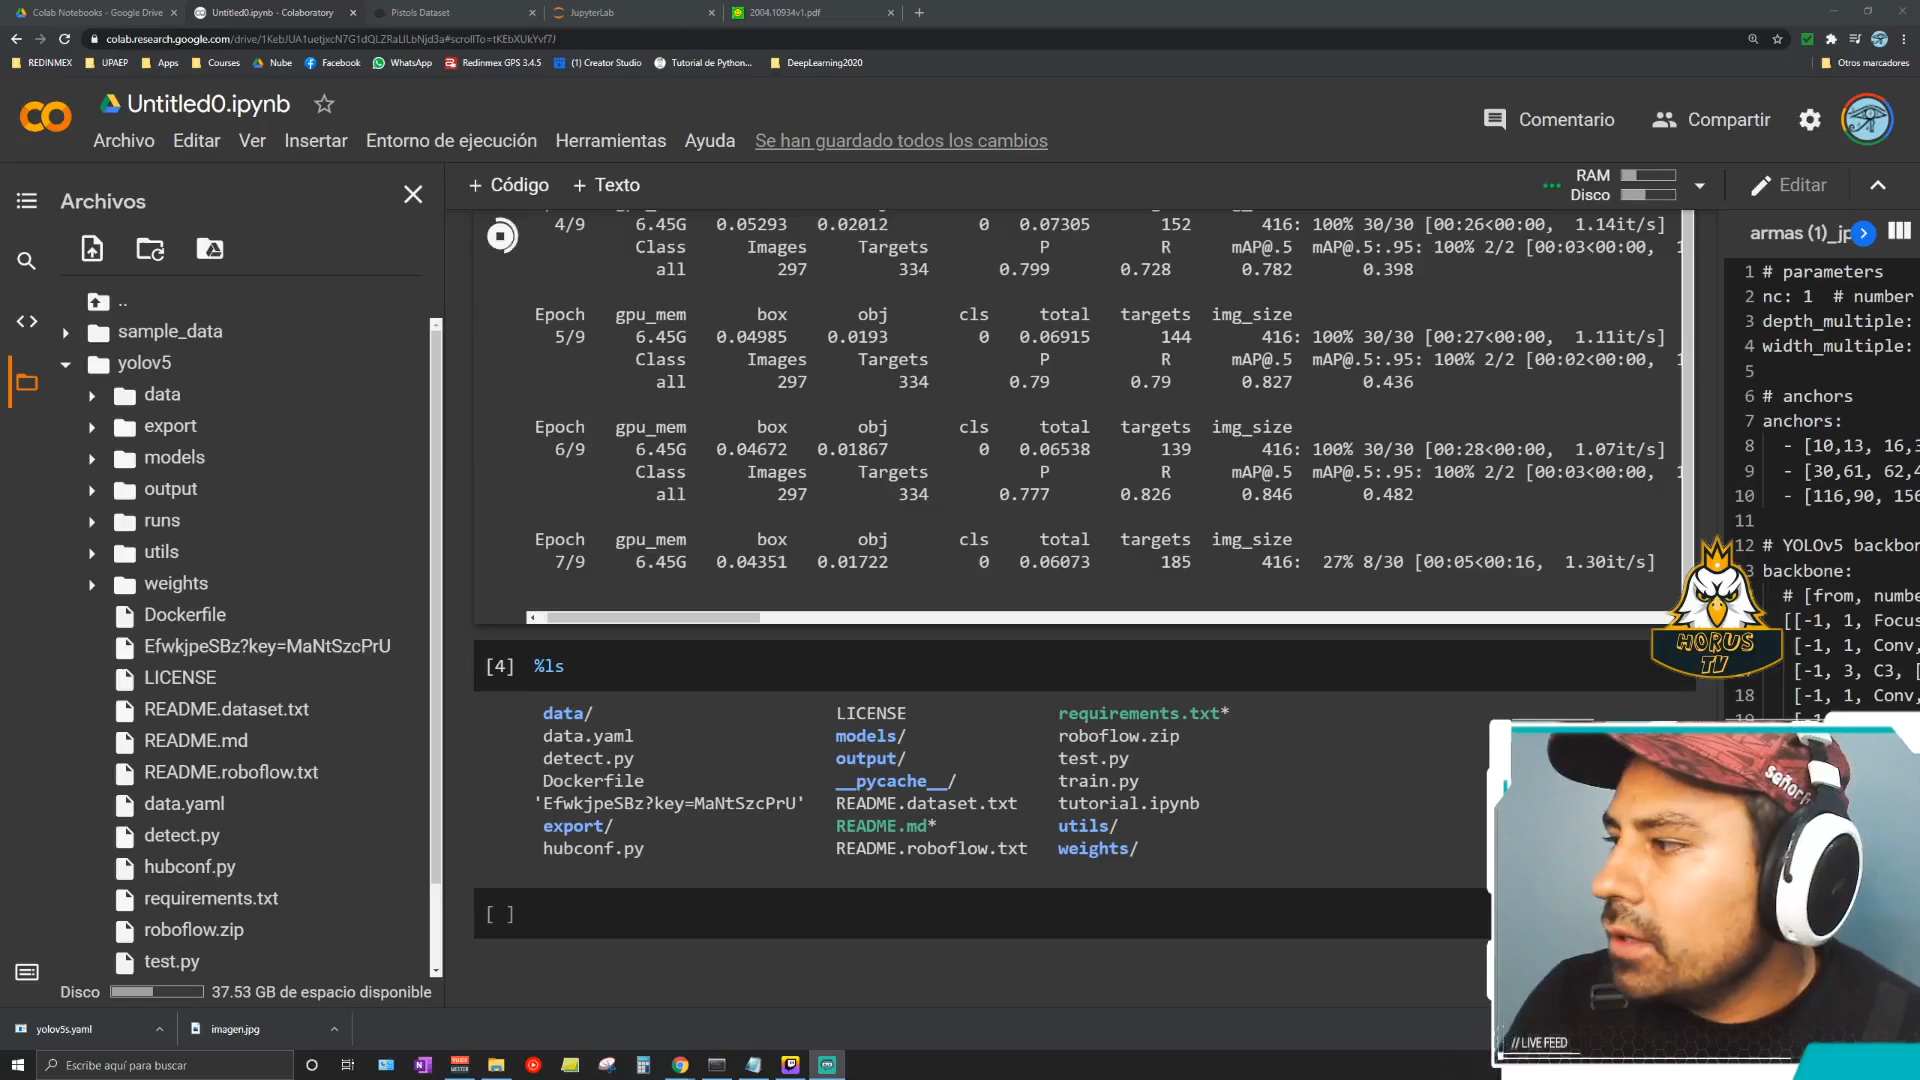 Colab Notebooks - Google Drive
Untitled0.ipynb - Colaboratory
Pistols Dataset
JupyterLab
2004.10934v1.pdf
colab.research.google.com/drive/1KebJUA1uetjxcN7G1dQLZRaLILbNjd3a#scrollTo=tKEbXUkYvf7J
REDINMEX UPAEP Apps Courses Nube Facebook WhatsApp Redinmex GPS 3.4.5 (1) Creator Studio Tutorial de Python... DeepLearning2020 Otros marcadores
CO
Untitled0.ipynb
Comentario Compartir
Archivo Editar Ver Insertar Entorno de ejecución Herramientas Ayuda Se han guardado todos los cambios
Archivos
+ Código + Texto
RAM
Disco
Editar
..
sample_data
yolov5
data
export
models
output
runs
utils
weights
Dockerfile
EfwkjpeSBz?key=MaNtSzcPrU
LICENSE
README.dataset.txt
README.md
README.roboflow.txt
data.yaml
detect.py
hubconf.py
requirements.txt
roboflow.zip
test.py
Disco 37.53 GB de espacio disponible
4/9 6.45G 0.05293 0.02012 0 0.07305 152 416: 100% 30/30 [00:26<00:00, 1.14it/s]
Class Images Targets P R mAP@.5 mAP@.5:.95: 100% 2/2 [00:03<00:00,
all 297 334 0.799 0.728 0.782 0.398
Epoch gpu_mem box obj cls total targets img_size
5/9 6.45G 0.04985 0.0193 0 0.06915 144 416: 100% 30/30 [00:27<00:00, 1.11it/s]
Class Images Targets P R mAP@.5 mAP@.5:.95: 100% 2/2 [00:02<00:00,
all 297 334 0.79 0.79 0.827 0.436
Epoch gpu_mem box obj cls total targets img_size
6/9 6.45G 0.04672 0.01867 0 0.06538 139 416: 100% 30/30 [00:28<00:00, 1.07it/s]
Class Images Targets P R mAP@.5 mAP@.5:.95: 100% 2/2 [00:03<00:00,
all 297 334 0.777 0.826 0.846 0.482
Epoch gpu_mem box obj cls total targets img_size
7/9 6.45G 0.04351 0.01722 0 0.06073 185 416: 27% 8/30 [00:05<00:16, 1.30it/s]
[4] %ls
data/ LICENSE requirements.txt*
data.yaml models/ roboflow.zip
detect.py output/ test.py
Dockerfile __pycache__/ train.py
'EfwkjpeSBz?key=MaNtSzcPrU' README.dataset.txt tutorial.ipynb
export/ README.md* utils/
hubconf.py README.roboflow.txt weights/
[ ]
armas (1)_jp
1 # parameters
2 nc: 1 # number
3 depth_multiple:
4 width_multiple:
5
6 # anchors
7 anchors:
8 - [10,13, 16,3
9 - [30,61, 62,4
10 - [116,90, 156
11
12 # YOLOv5 backbon
backbone:
# [from, numbe
[[-1, 1, Focus
[-1, 1, Conv,
[-1, 3, C3, [
18 [-1, 1, Conv,
HORUS
TV
señor
// LIVE FEED
yolov5s.yaml
imagen.jpg
Escribe aquí para buscar